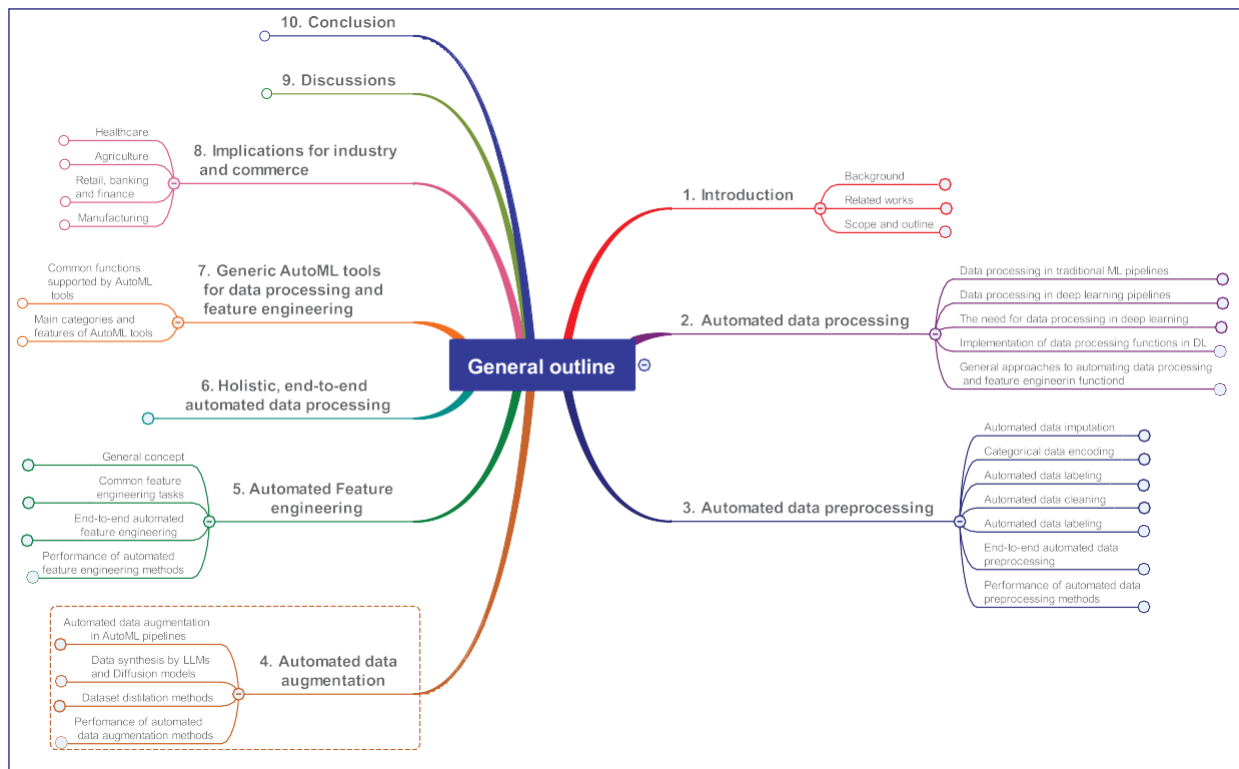 General outline
1. Introduction
Background
Related works
Scope and outline
2. Automated data processing
Data processing in traditional ML pipelines
Data processing in deep learning pipelines
The need for data processing in deep learning
Implementation of data processing functions in DL
General approaches to automating data processing
and feature engineerin functiond
3. Automated data preprocessing
Automated data imputation
Categorical data encoding
Automated data labeling
Automated data cleaning
Automated data labeling
End-to-end automated data
preprocessing
Performance of automated data
preprocessing methods
4. Automated data
augmentation
Automated data augmentation
in AutoML pipelines
Data synthesis by LLMs
and Diffusion models
Dataset distilation methods
Perfomance of automated
data augmentation methods
5. Automated Feature
engineering
General concept
Common feature
engineering tasks
End-to-end automated
feature engineering
Performance of automated
feature engineering methods
6. Holistic, end-to-end
automated data processing
7. Generic AutoML tools
for data processing and
feature engineering
Common functions
supported by AutoML
tools
Main categories and
features of AutoML tools
8. Implications for industry
and commerce
Healthcare
Agriculture
Retail, banking
and finance
Manufacturing
9. Discussions
10. Conclusion